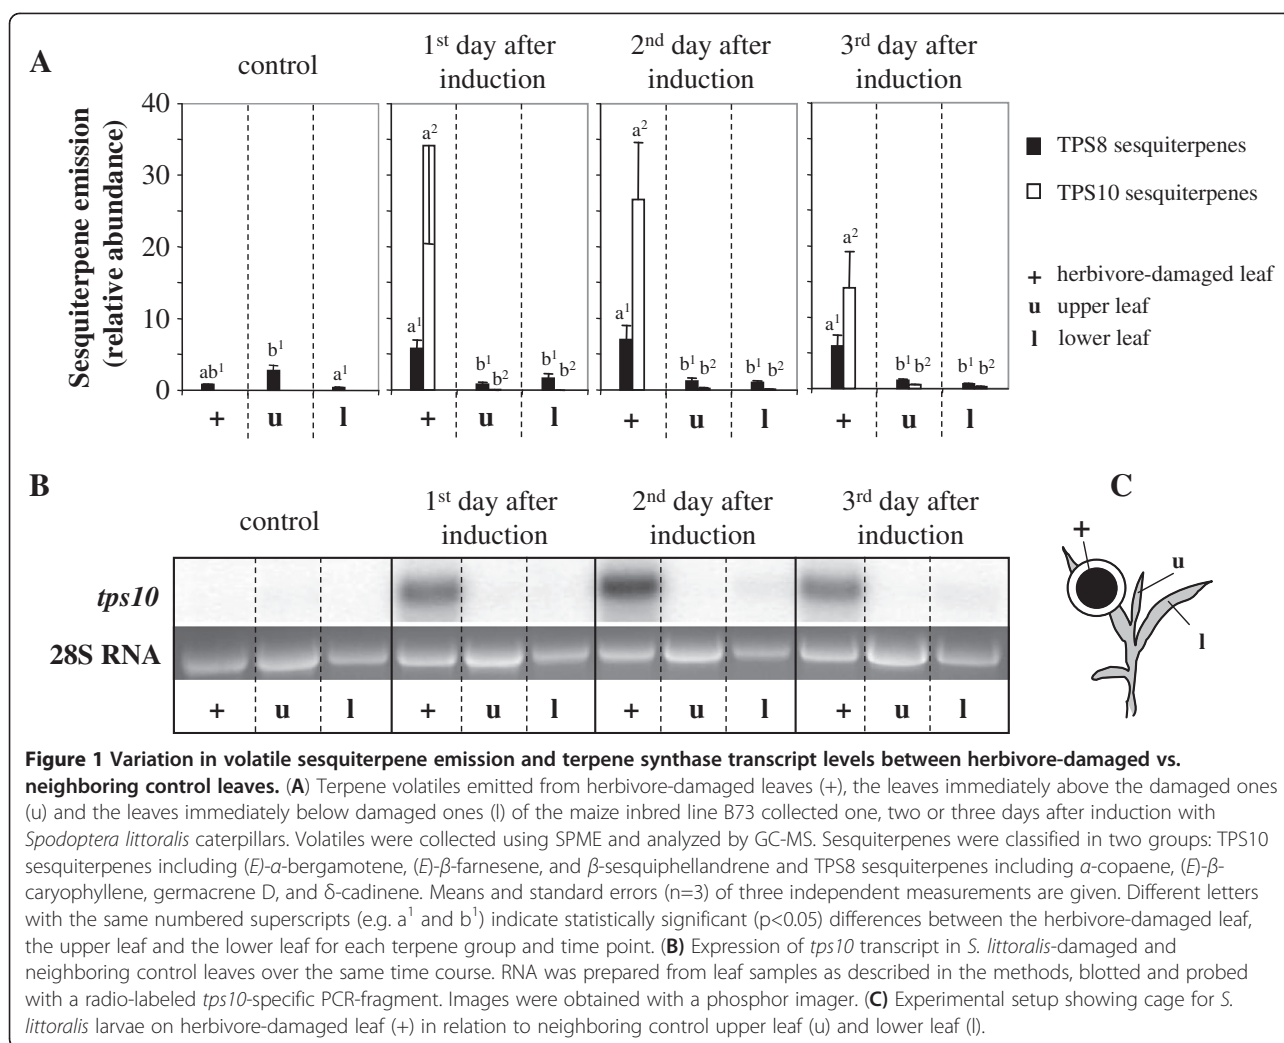 A
control
1st day after
induction
2nd day after
induction
3rd day after
induction
Sesquiterpene emission
(relative abundance)
40
30
20
10
0
ab1
b1
a1
a1
a2
b1
b2
b1
b2
a1
a2
b1 b2
b1 b2
a1
a2
b1 b2
b1 b2
+ u l
+ u l
+ u l
+ u l
TPS8 sesquiterpenes
TPS10 sesquiterpenes
+ herbivore-damaged leaf
u upper leaf
l lower leaf
B
control
1st day after
induction
2nd day after
induction
3rd day after
induction
tps10
28S RNA
+ u l + u l + u l + u l
C
+
u
l
Figure 1 Variation in volatile sesquiterpene emission and terpene synthase transcript levels between herbivore-damaged vs.
neighboring control leaves. (A) Terpene volatiles emitted from herbivore-damaged leaves (+), the leaves immediately above the damaged ones
(u) and the leaves immediately below damaged ones (l) of the maize inbred line B73 collected one, two or three days after induction with
Spodoptera littoralis caterpillars. Volatiles were collected using SPME and analyzed by GC-MS. Sesquiterpenes were classified in two groups: TPS10
sesquiterpenes including (E)-α-bergamotene, (E)-β-farnesene, and β-sesquiphellandrene and TPS8 sesquiterpenes including α-copaene, (E)-β-
caryophyllene, germacrene D, and δ-cadinene. Means and standard errors (n=3) of three independent measurements are given. Different letters
with the same numbered superscripts (e.g. a1 and b1) indicate statistically significant (p<0.05) differences between the herbivore-damaged leaf,
the upper leaf and the lower leaf for each terpene group and time point. (B) Expression of tps10 transcript in S. littoralis-damaged and
neighboring control leaves over the same time course. RNA was prepared from leaf samples as described in the methods, blotted and probed
with a radio-labeled tps10-specific PCR-fragment. Images were obtained with a phosphor imager. (C) Experimental setup showing cage for S.
littoralis larvae on herbivore-damaged leaf (+) in relation to neighboring control upper leaf (u) and lower leaf (l).